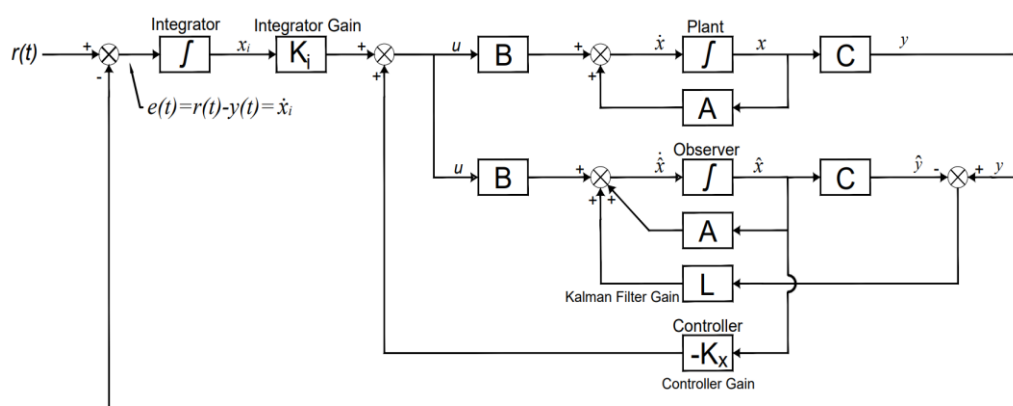 Integrator
Integrator Gain
Plant
r(t)
+
-
∫
x_i
K_i
+
+
u
B
+
+
ẋ
∫
x
C
y
e(t)=r(t)-y(t)=ẋ_i
A
Observer
u
B
+
+
+
x̂̇
∫
x̂
C
ŷ
-
+
y
A
L
Kalman Filter Gain
Controller
-K_x
Controller Gain